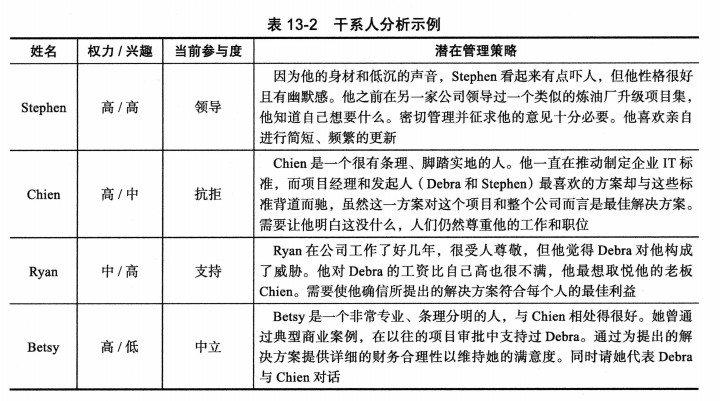 表 13-2 干系人分析示例
姓名 权力 / 兴趣 当前参与度 潜在管理策略
Stephen 高 / 高 领导
因为他的身材和低沉的声音，Stephen 看起来有点吓人，但他性格很好
且有幽默感。他之前在另一家公司领导过一个类似的炼油厂升级项目集，
他知道自己想要什么。密切管理并征求他的意见十分必要。他喜欢亲自
进行简短、频繁的更新
Chien 高 / 中 抗拒
Chien 是一个很有条理、脚踏实地的人。他一直在推动制定企业 IT 标
准，而项目经理和发起人（Debra 和 Stephen）最喜欢的方案却与这些标
准背道而驰，虽然这一方案对这个项目和整个公司而言是最佳解决方案。
需要让他明白这没什么，人们仍然尊重他的工作和职位
Ryan 中 / 高 支持
Ryan 在公司工作了好几年，很受人尊敬，但他觉得 Debra 对他构成
了威胁。他对 Debra 的工资比自己高也很不满，他最想取悦他的老板
Chien。需要使他确信所提出的解决方案符合每个人的最佳利益
Betsy 高 / 低 中立
Betsy 是一个非常专业、条理分明的人，与 Chien 相处得很好。她曾通
过典型商业案例，在以往的项目审批中支持过 Debra。通过为提出的解
决方案提供详细的财务合理性以维持她的满意度。同时请她代表 Debra
与 Chien 对话